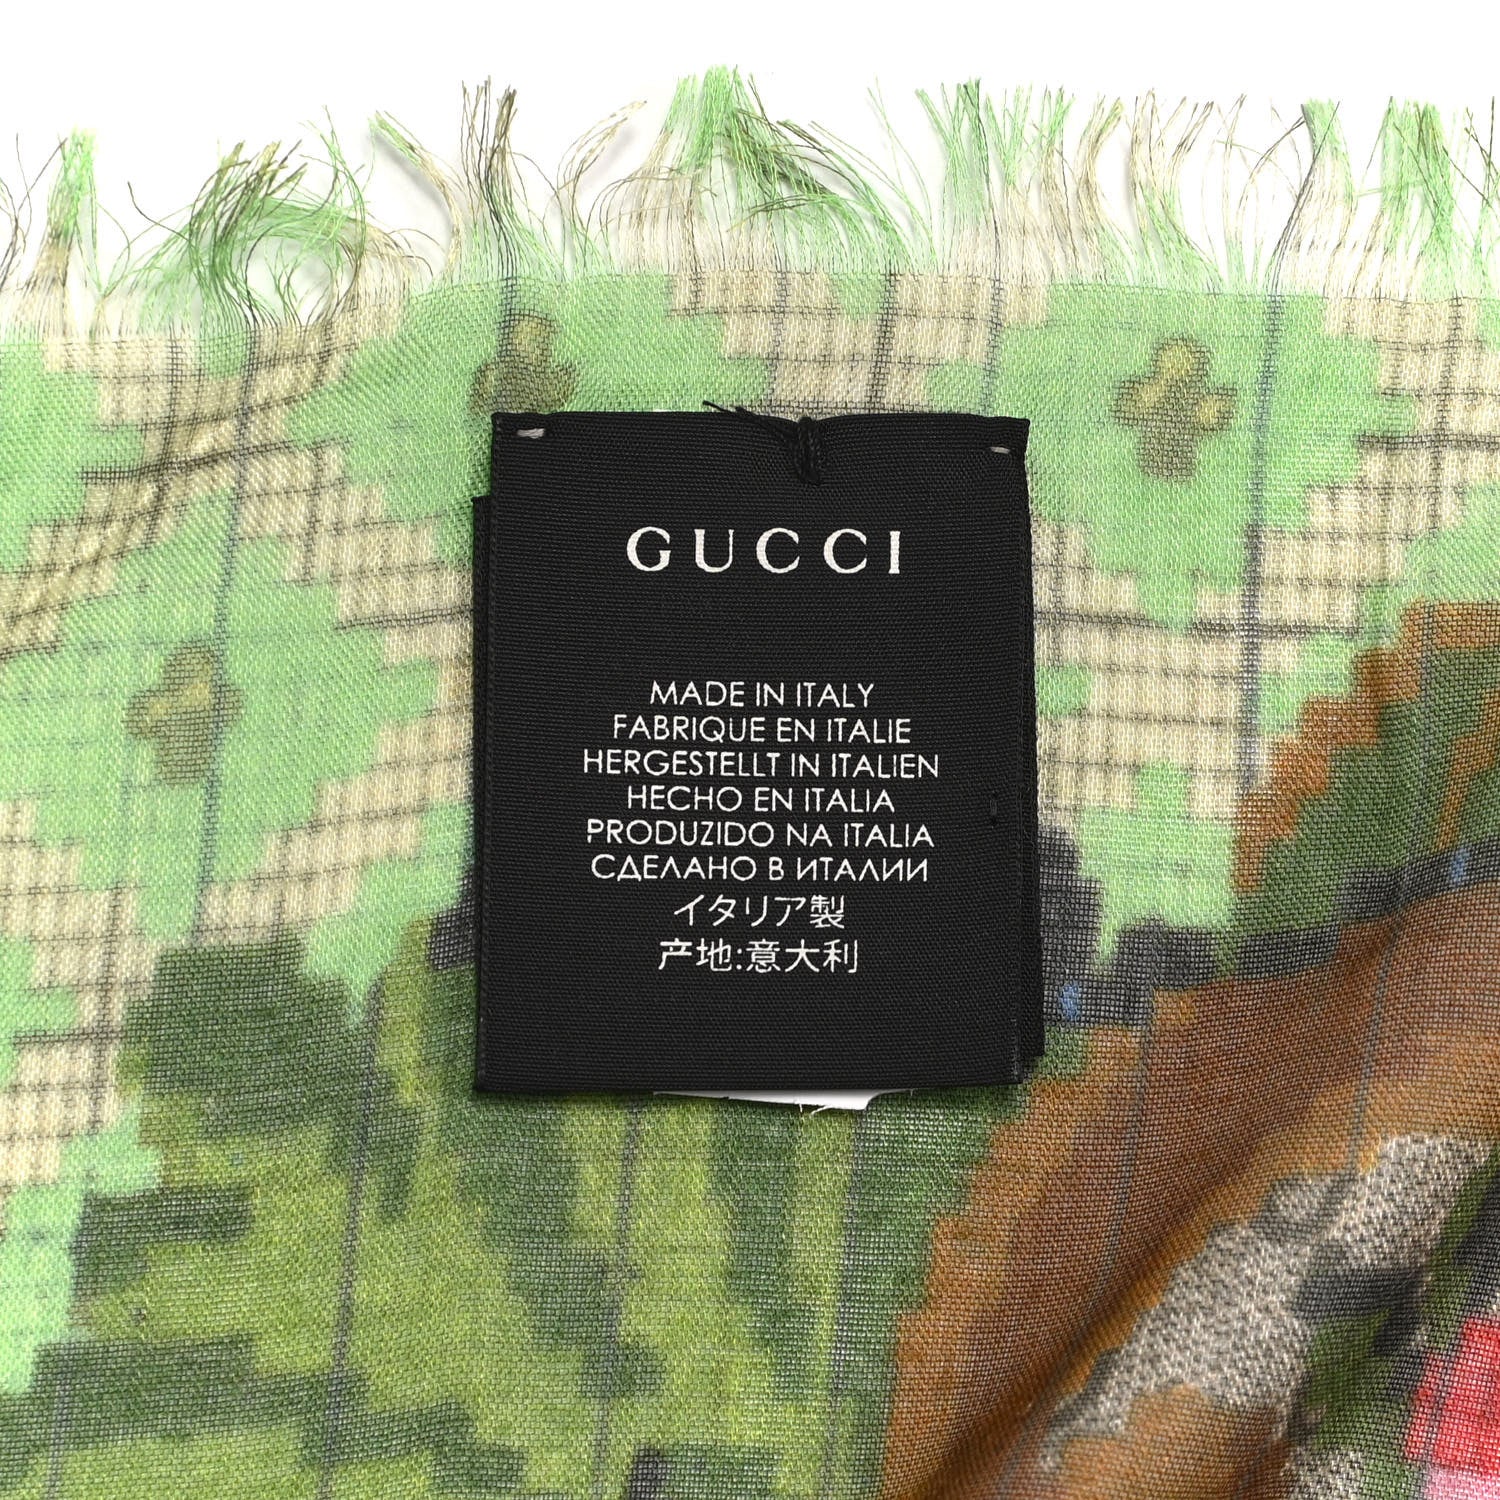 GUCCI
MADE IN ITALY
FABRIQUE EN ITALIE
HERGESTELLT IN ITALIEN
HECHO EN ITALIA
PRODUZIDO NA ITALIA
СДЕЛАНО В ИТАЛИИ
イタリア製
产地:意大利